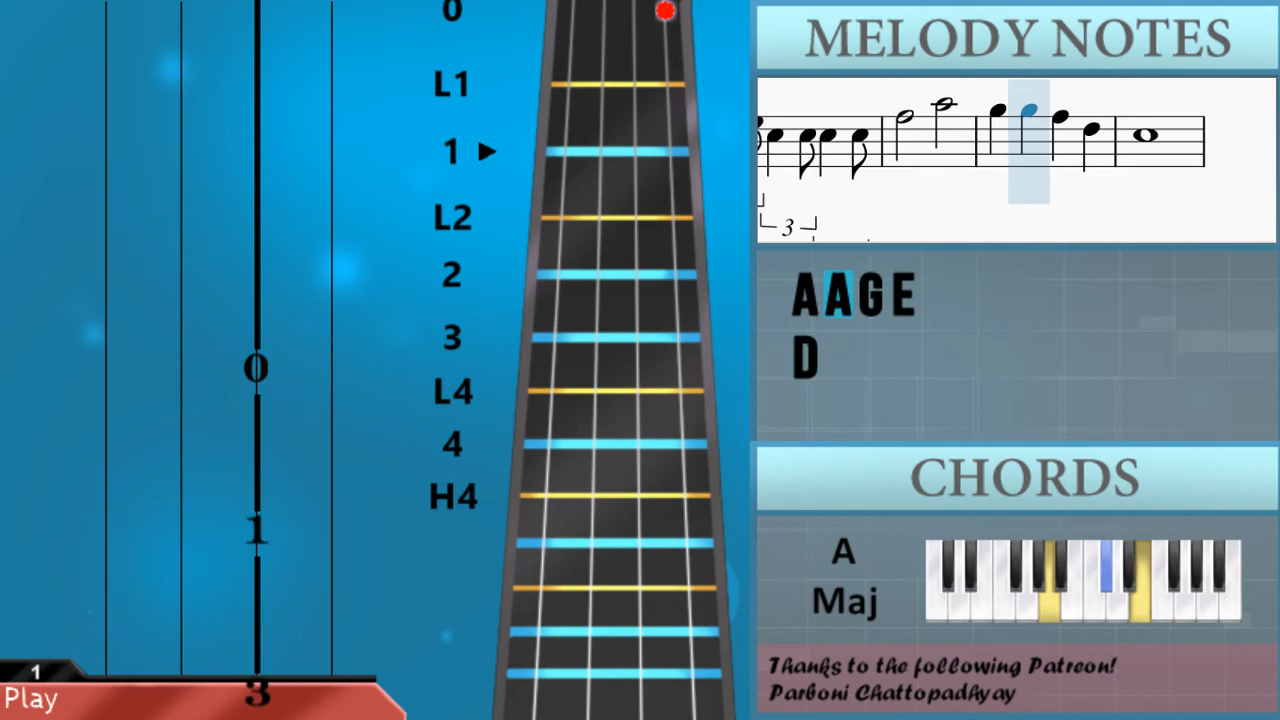 0
L1
1 ►
L2
2
3
L4
4
H4
0
1
3
1
Play
MELODY NOTES
3
AAGE
D
CHORDS
A
Maj
Thanks to the following Patreon!
Parboni Chattopadhyay